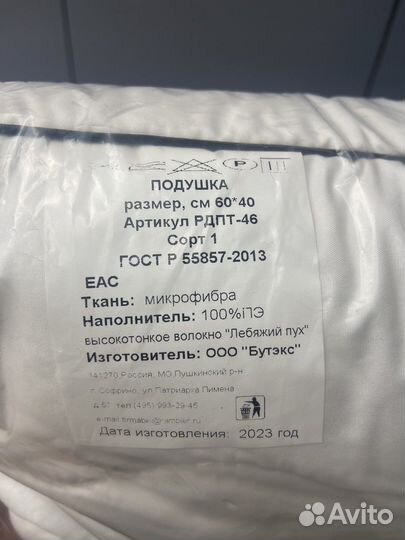 P
ПОДУШКА
размер, см 60*40
Артикул РДПТ-46
Сорт 1
ГОСТ Р 55857-2013
ЕАС
Ткань: микрофибра
Наполнитель: 100%ПЭ
высокотонкое волокно "Лебяжий пух"
Изготовитель: ООО "Бутэкс"
141270 Россия, МО,Пушкинский р-н
г. Софрино, ул Патриарха Пимена
тел (495) 993-29-46
e-mail
Дата изготовления: 2023 год
Avito